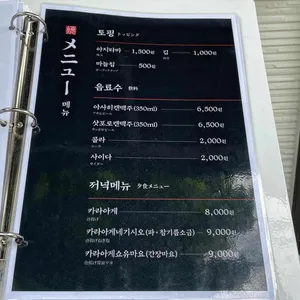 メニュー 메뉴
토핑 トッピング
아지타마 1,500원 김 1,000원
마늘칩 500원
음료수 飲料
아사히캔맥주(350ml) 6,500원
삿포로캔맥주(350ml) 6,500원
콜라 2,000원
사이다 2,000원
저녁메뉴 夕食メニュー
카라아게 8,000원
카라아게네기시오(파+참기름소금) 9,000원
카라아게쇼유마요(간장마요) 9,000원